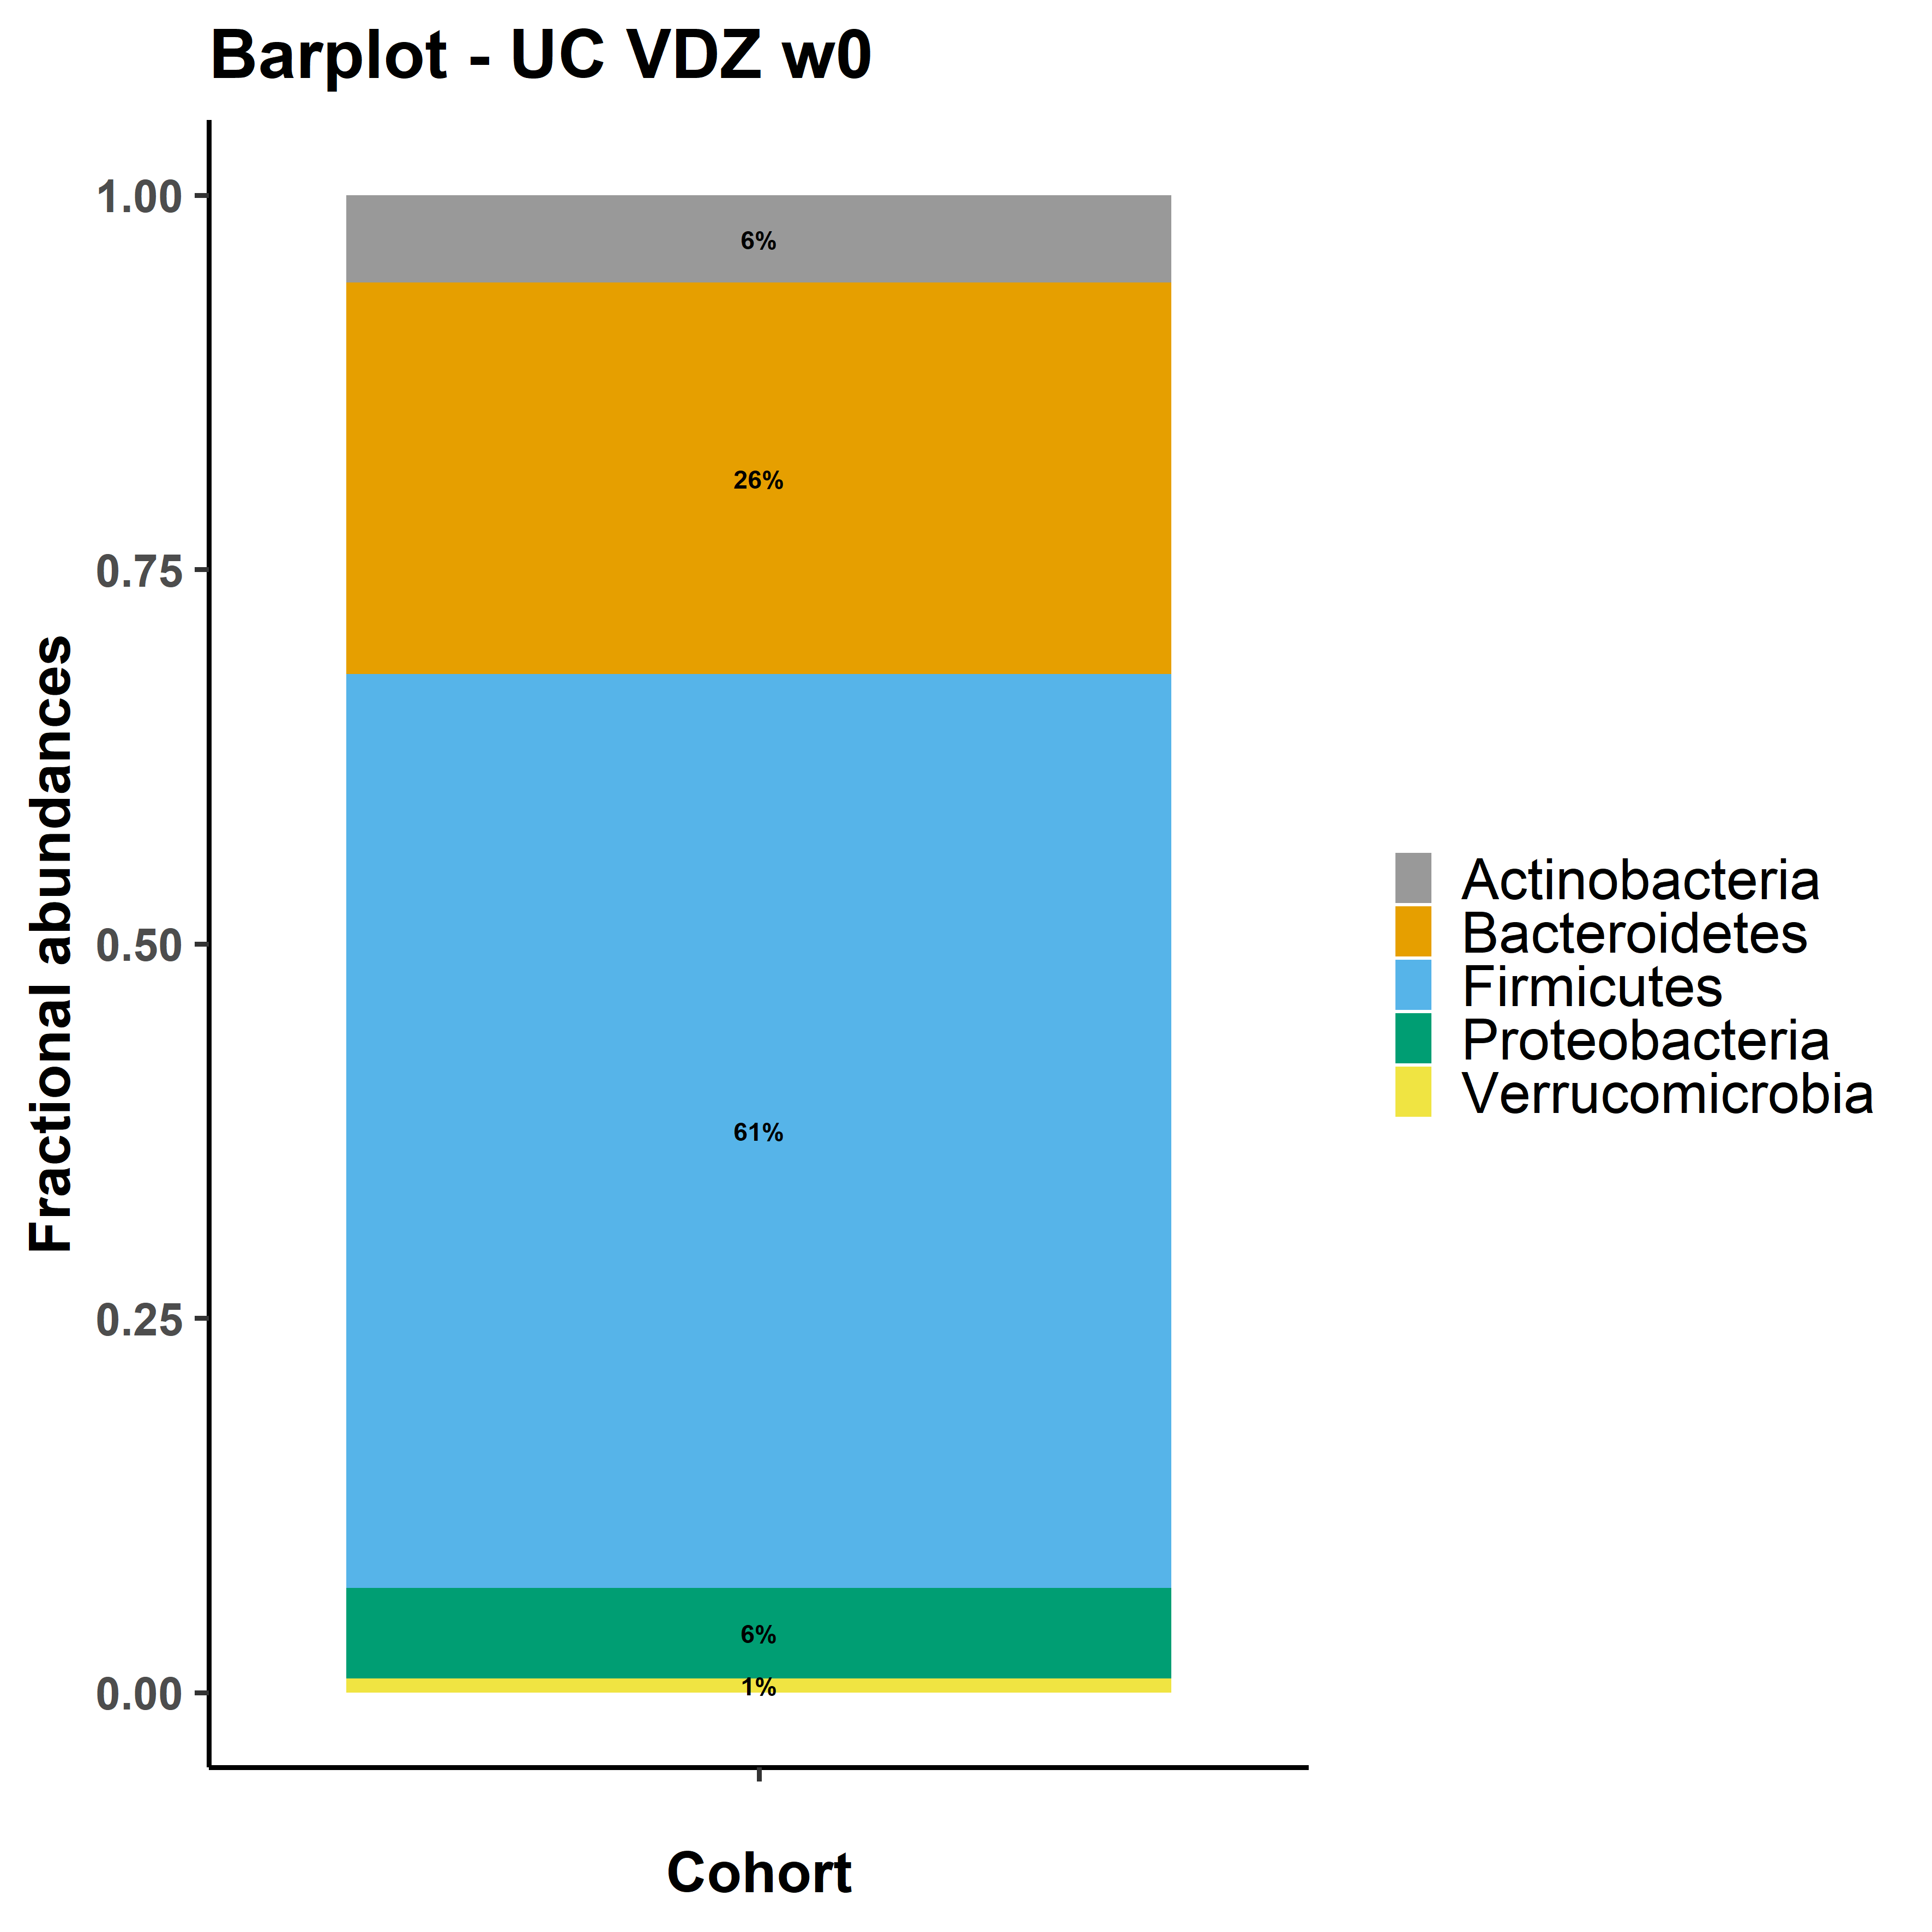 Barplot - UC VDZ w0
Fractional abundances
1.00
0.75
0.50
0.25
0.00
6%
26%
61%
6%
1%
Cohort
Actinobacteria
Bacteroidetes
Firmicutes
Proteobacteria
Verrucomicrobia